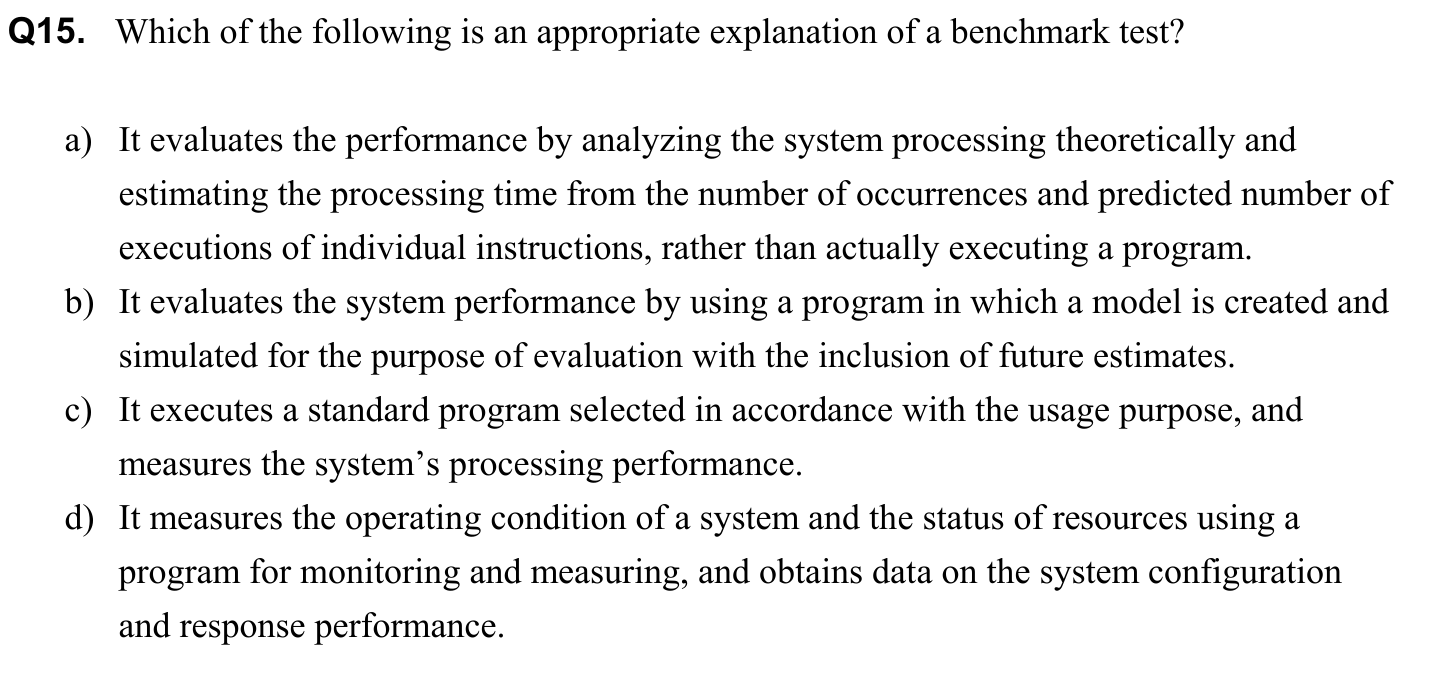 Q15. Which of the following is an appropriate explanation of a benchmark test?
a) It evaluates the performance by analyzing the system processing theoretically and
estimating the processing time from the number of occurrences and predicted number of
executions of individual instructions, rather than actually executing a program.
b) It evaluates the system performance by using a program in which a model is created and
simulated for the purpose of evaluation with the inclusion of future estimates.
c) It executes a standard program selected in accordance with the usage purpose, and
measures the system’s processing performance.
d) It measures the operating condition of a system and the status of resources using a
program for monitoring and measuring, and obtains data on the system configuration
and response performance.